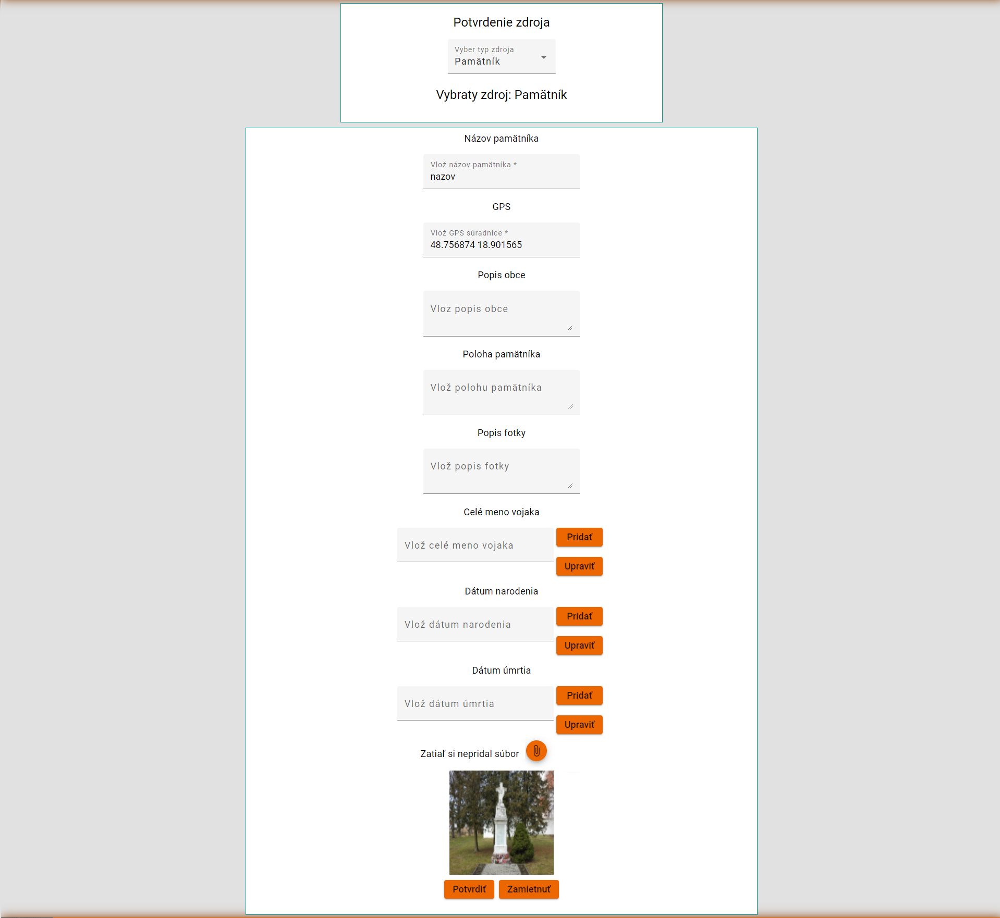 Potvrdenie zdroja
Vyber typ zdroja
Pamätník
Vybraty zdroj: Pamätník
Názov pamätníka
Vlož názov pamätníka *
nazov
GPS
Vlož GPS súradnice *
48.756874 18.901565
Popis obce
Vloz popis obce
Poloha pamätníka
Vlož polohu pamätníka
Popis fotky
Vlož popis fotky
Celé meno vojaka
Vlož celé meno vojaka
Pridať
Upraviť
Dátum narodenia
Vlož dátum narodenia
Pridať
Upraviť
Dátum úmrtia
Vlož dátum úmrtia
Pridať
Upraviť
Zatiaľ si nepridal súbor
Potvrdiť Zamietnuť